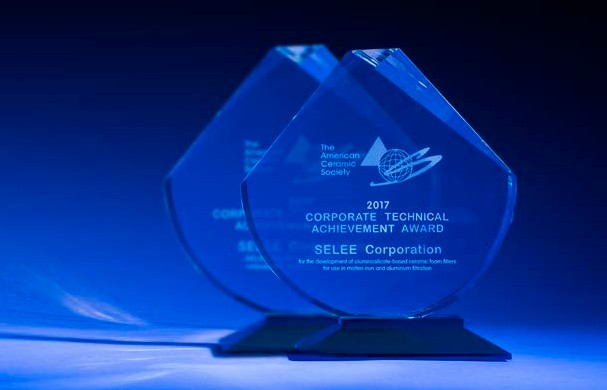 The
American
Ceramic
Society
2017
CORPORATE TECHNICAL
ACHIEVEMENT AWARD
SELEE Corporation
for the development of aluminosilicate-based ceramic foam filters
for use in molten iron and aluminum filtration